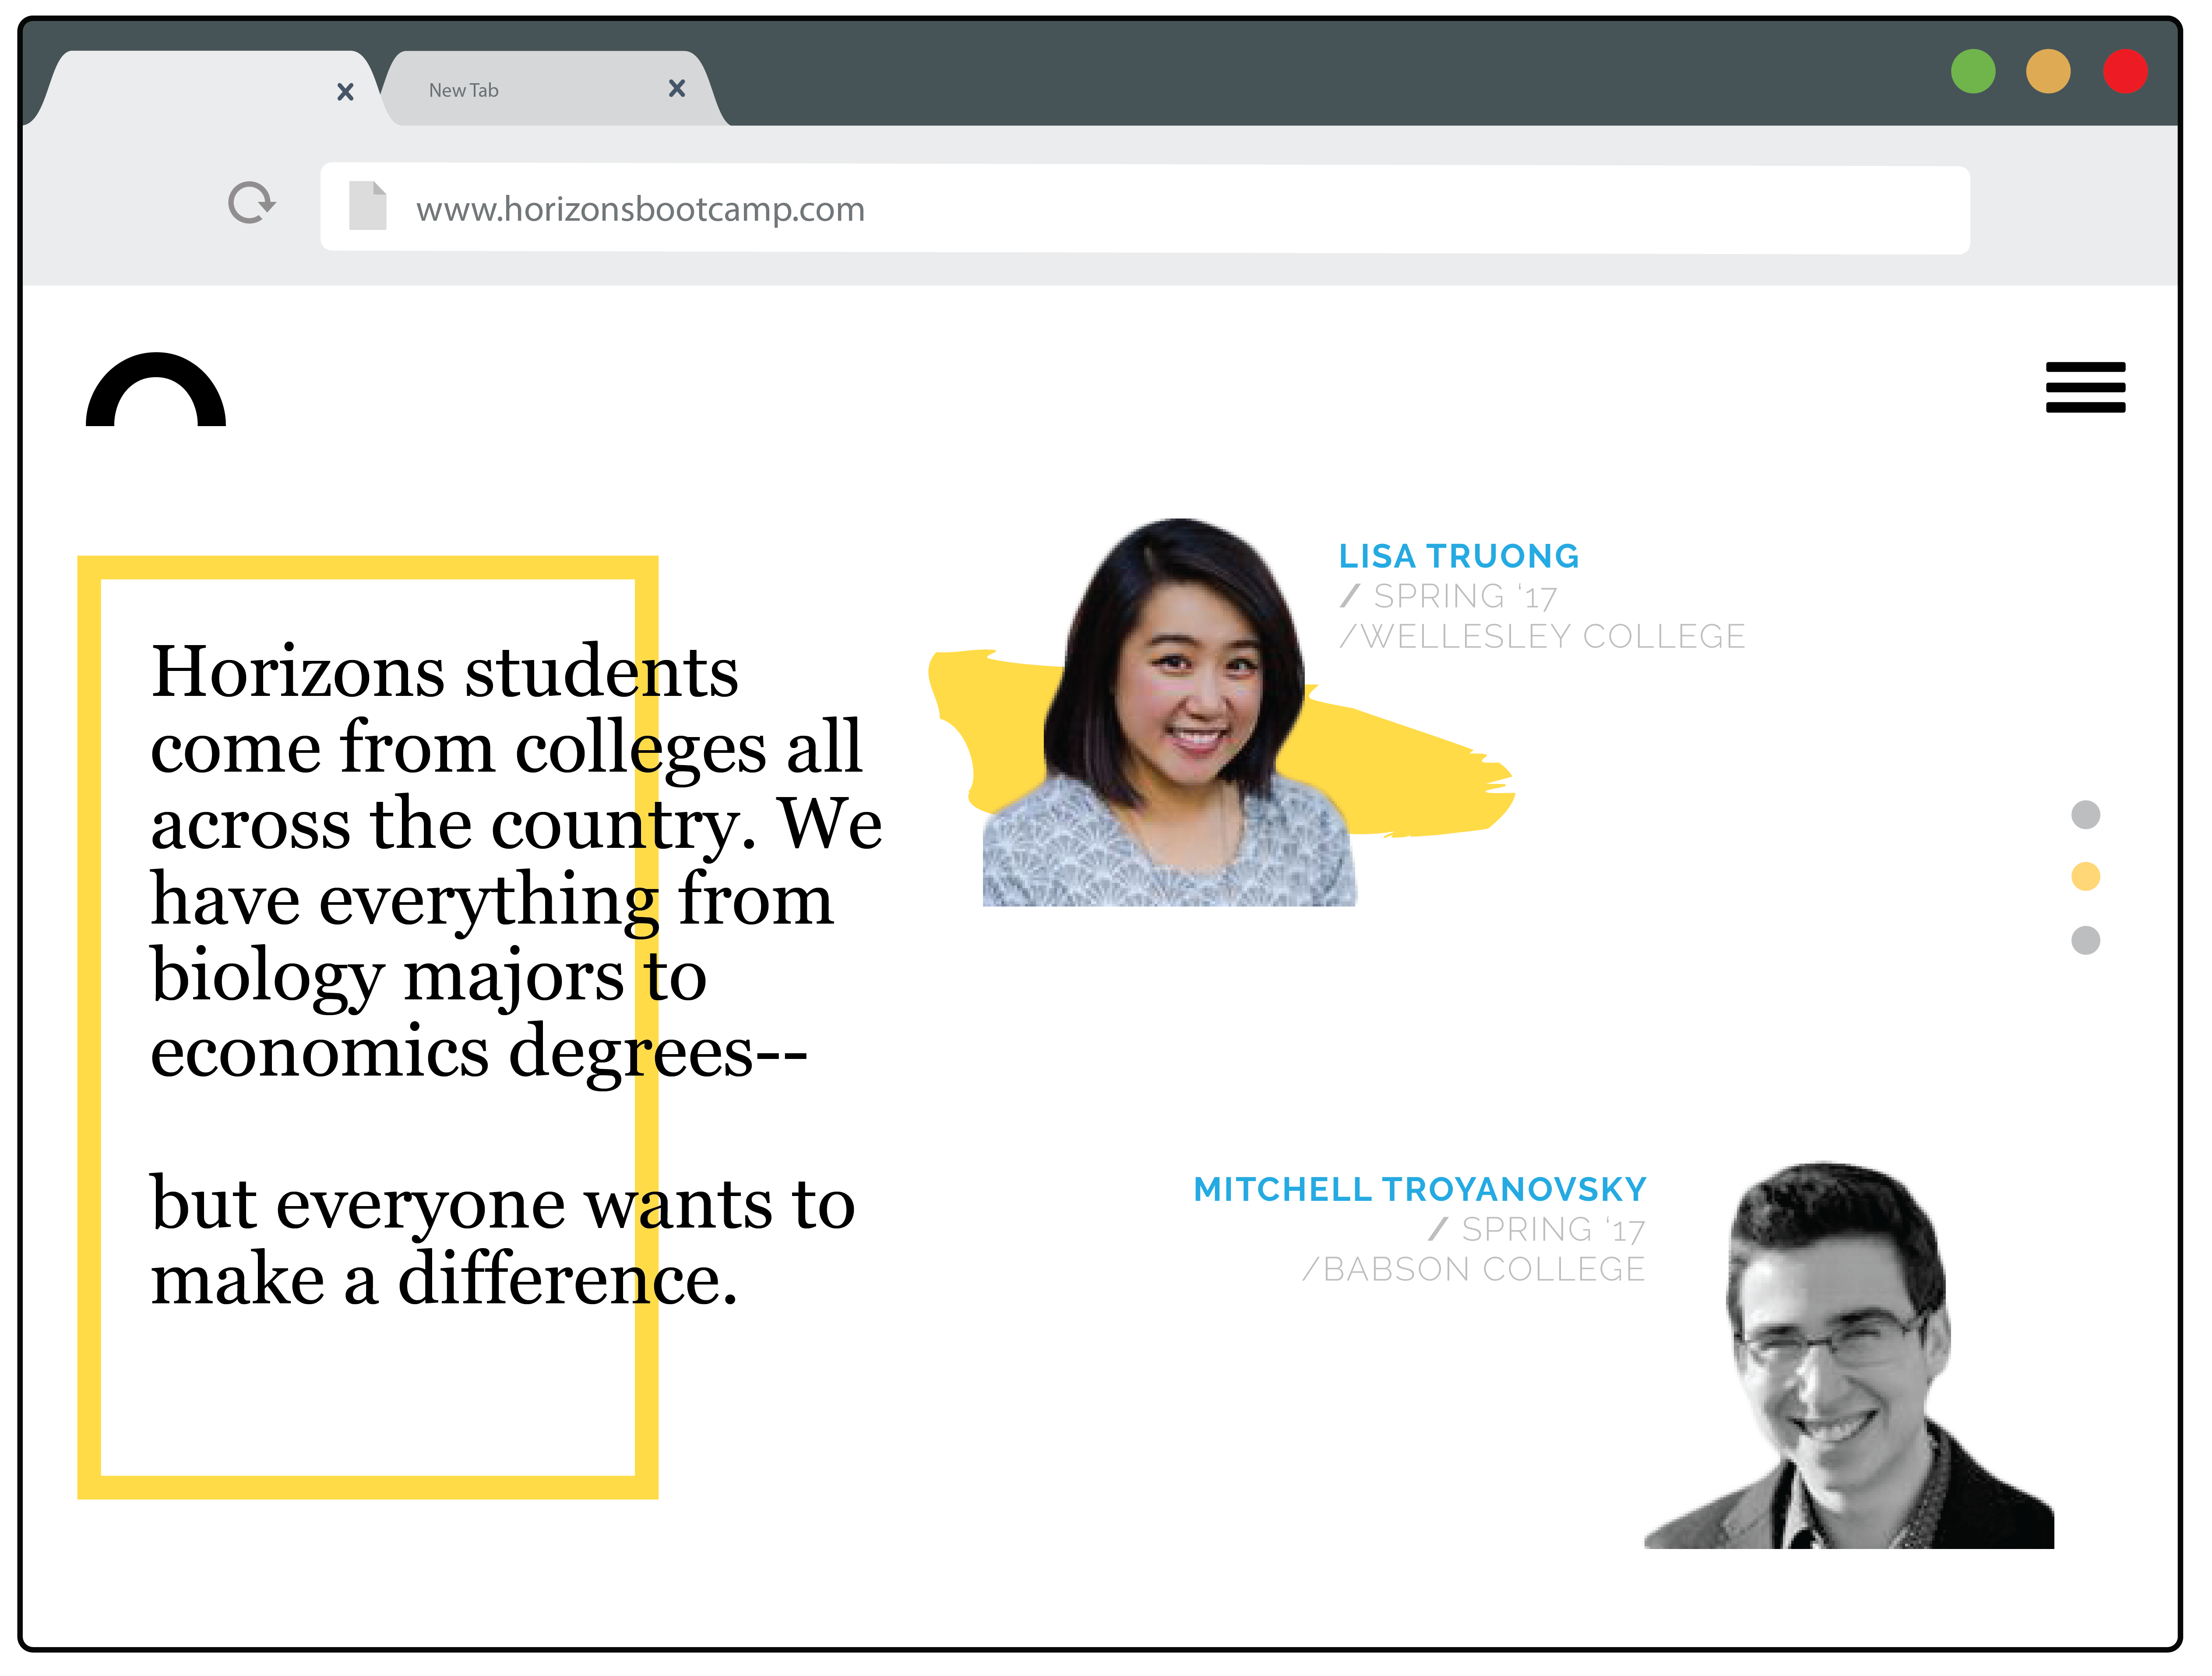 New Tab
www.horizonsbootcamp.com
Horizons students
come from colleges all
across the country. We
have everything from
biology majors to
economics degrees--
but everyone wants to
make a difference.
LISA TRUONG
/ SPRING ‘17
/WELLESLEY COLLEGE
MITCHELL TROYANOVSKY
/ SPRING ‘17
/BABSON COLLEGE